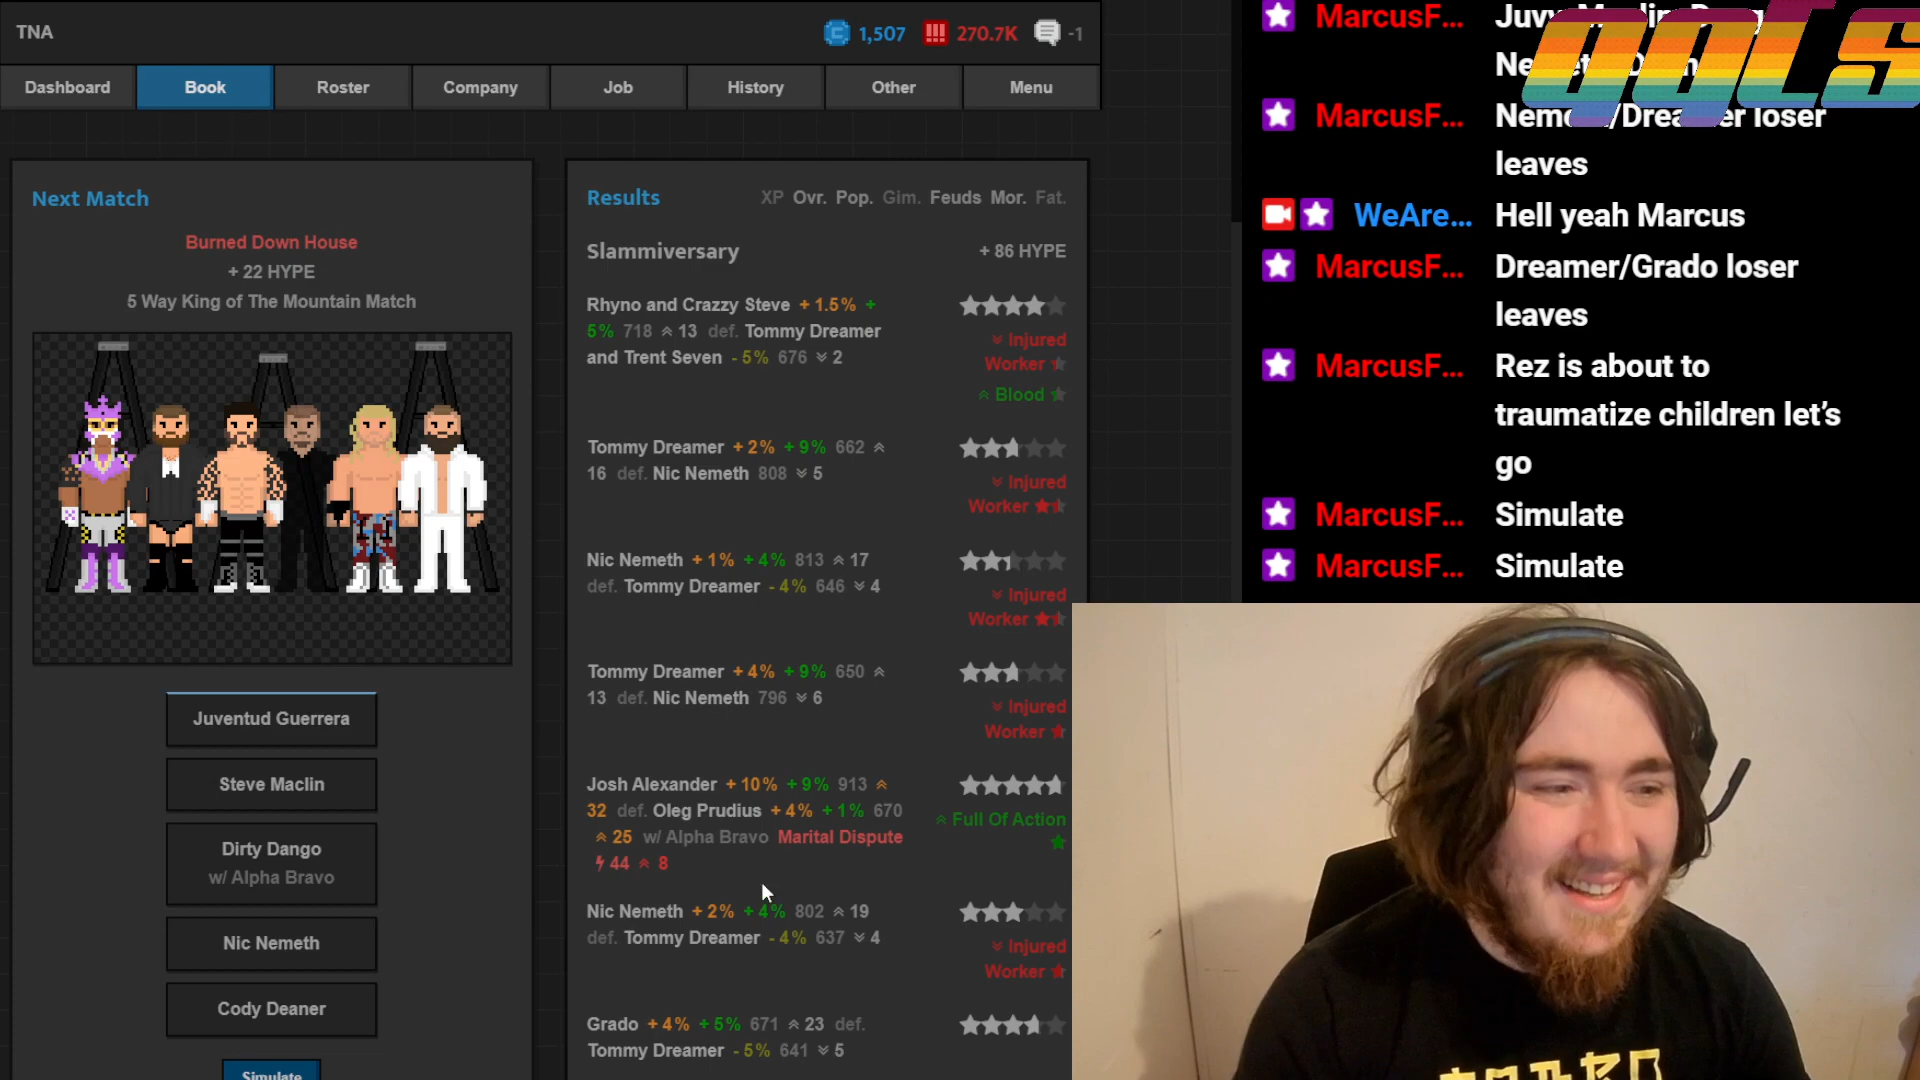 TNA
1,507
270.7K
-1
Dashboard
Book
Roster
Company
Job
History
Other
Menu
Next Match
Burned Down House
+ 22 HYPE
5 Way King of The Mountain Match
Juventud Guerrera
Steve Maclin
Dirty Dango
w/ Alpha Bravo
Nic Nemeth
Cody Deaner
Simulate
Results
XP Ovr. Pop. Gim. Feuds Mor. Fat.
Slammiversary + 86 HYPE
Rhyno and Crazzy Steve + 1.5% +
5% 718 13 def. Tommy Dreamer
and Trent Seven - 5% 676 2
Injured
Worker
Blood
Tommy Dreamer + 2% + 9% 662
16 def. Nic Nemeth 808 5
Injured
Worker
Nic Nemeth + 1% + 4% 813 17
def. Tommy Dreamer - 4% 646 4
Injured
Worker
Tommy Dreamer + 4% + 9% 650
13 def. Nic Nemeth 796 6
Injured
Worker
Josh Alexander + 10% + 9% 913
32 def. Oleg Prudius + 4% + 1% 670
25 w/ Alpha Bravo Marital Dispute
44 8
Full Of Action
Nic Nemeth + 2% + 4% 802 19
def. Tommy Dreamer - 4% 637 4
Injured
Worker
Grado + 4% + 5% 671 23 def.
Tommy Dreamer - 5% 641 5
MarcusF... Juvy
MarcusF...
loser
leaves
WeAre... Hell yeah Marcus
MarcusF... Dreamer/Grado loser
leaves
MarcusF... Rez is about to
traumatize children let's
go
MarcusF... Simulate
MarcusF... Simulate